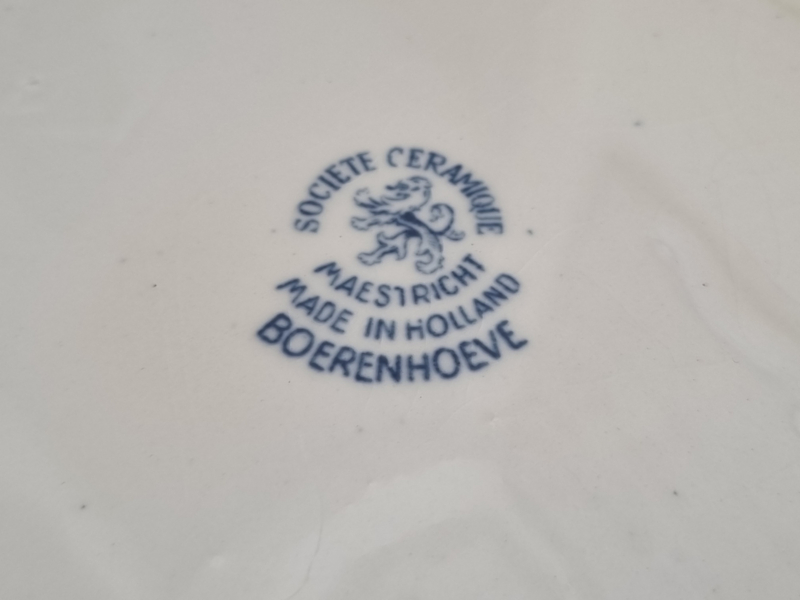 SOCIETE CERAMIQUE
MAESTRICHT
MADE IN HOLLAND
BOERENHOEVE